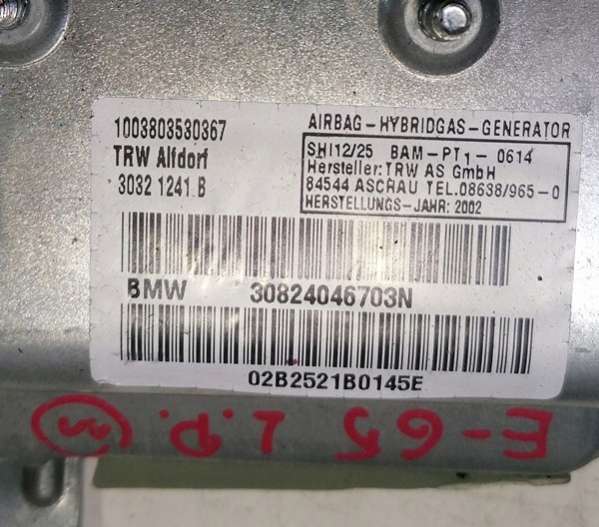 1003803530367
TRW Alfdorf
3032 1241 B
AIRBAG-HYBRIDGAS-GENERATOR
SHI12/25 BAM-PT1- 0614
Hersteller:TRW AS GmbH
84544 ASCHAU TEL.08638/965-0
HERSTELLUNGS-JAHR: 2002
BMW 30824046703N
02B2521B0145E
E-65 L.P. m